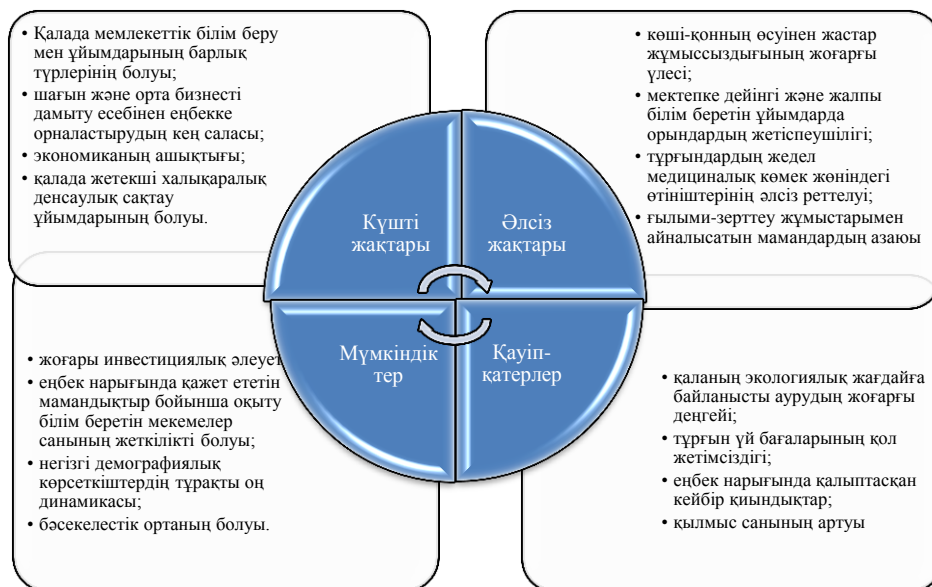 • Қалада мемлекеттік білім беру
мен ұйымдарының барлық
түрлерінің болуы;
• шағын және орта бизнесті
дамыту есебінен еңбекке
орналастырудың кең саласы;
• экономиканың ашықтығы;
• қалада жетекші халықаралық
денсаулық сақтау
ұйымдарының болуы.
• көші-қонның өсуінен жастар
жұмыссыздығының жоғарғы
үлесі;
• мектепке дейінгі және жалпы
білім беретін ұйымдарда
орындардың жетіспеушілігі;
• тұрғындардың жедел
медициналық көмек жөніндегі
өтініштерінің әлсіз реттелуі;
• ғылыми-зерттеу жұмыстарымен
айналысатын мамандардың азаюы
Күшті
жақтары
Әлсіз
жақтары
Мүмкіндік
тер
Қауіп-
қатерлер
• жоғары инвестициялық әлеует
• еңбек нарығында қажет ететін
мамандықтыр бойынша оқыту
білім беретін мекемелер
санының жеткілікті болуы;
• негізгі демографиялық
көрсеткіштердің тұрақты оң
динамикасы;
• бәсекелестік ортаның болуы.
• қаланың экологиялық жағдайға
байланысты аурудың жоғарғы
деңгейі;
• тұрғын үй бағаларының қол
жетімсіздігі;
• еңбек нарығында қалыптасқан
кейбір қиындықтар;
• қылмыс санының артуы